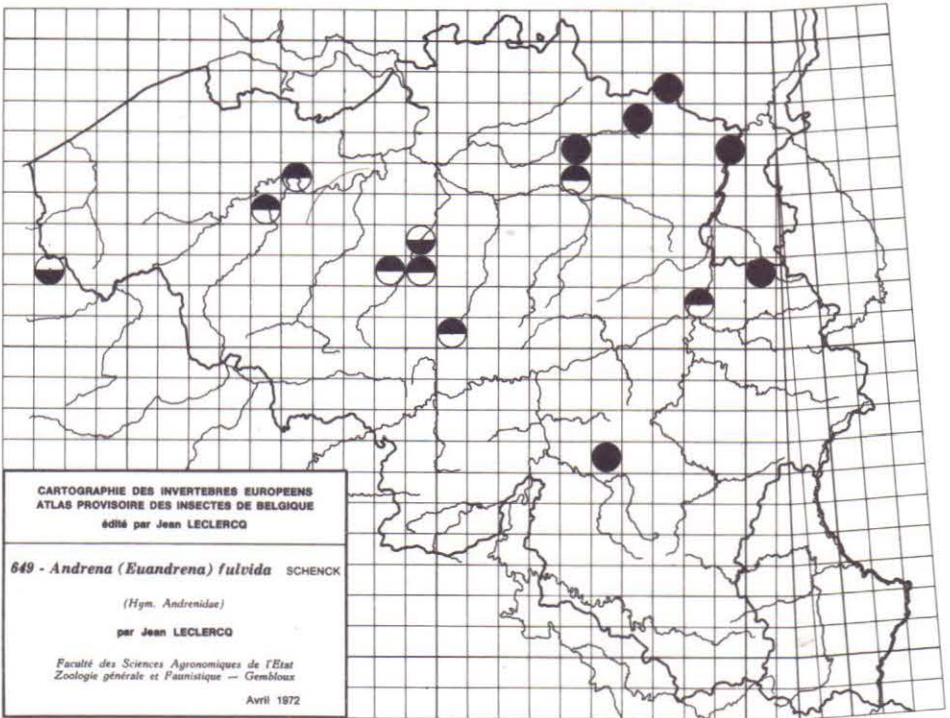 CARTOGRAPHIE DES INVERTEBRES EUROPEENS
ATLAS PROVISOIRE DES INSECTES DE BELGIQUE
édité par Jean LECLERCQ
649 - Andrena (Euandrena) fulvida SCHENCK
(Hym. Andrenidae)
par Jean LECLERCQ
Faculté des Sciences Agronomiques de l'Etat
Zoologie générale et Faunistique — Gembloux
Avril 1972